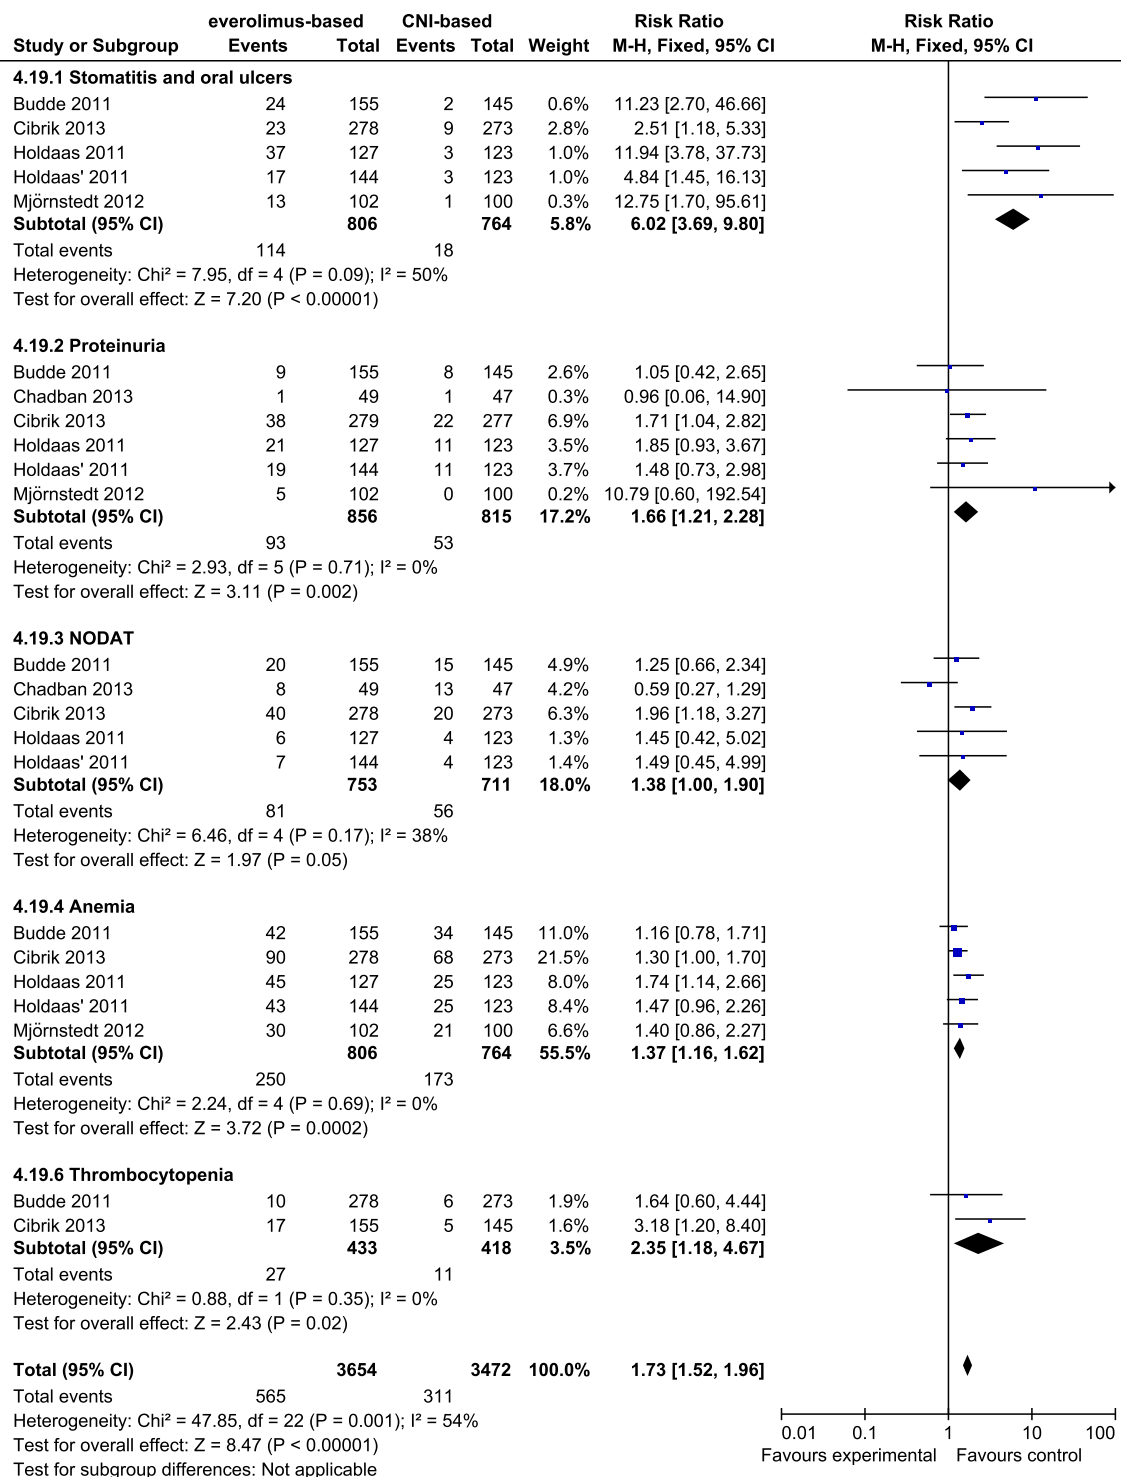 everolimus-based CNI-based Risk Ratio Risk Ratio
Study or Subgroup Events Total Events Total Weight M-H, Fixed, 95% CI M-H, Fixed, 95% CI
4.19.1 Stomatitis and oral ulcers
Budde 2011 24 155 2 145 0.6% 11.23 [2.70, 46.66]
Cibrik 2013 23 278 9 273 2.8% 2.51 [1.18, 5.33]
Holdaas 2011 37 127 3 123 1.0% 11.94 [3.78, 37.73]
Holdaas' 2011 17 144 3 123 1.0% 4.84 [1.45, 16.13]
Mjörnstedt 2012 13 102 1 100 0.3% 12.75 [1.70, 95.61]
Subtotal (95% CI) 806 764 5.8% 6.02 [3.69, 9.80]
Total events 114 18
Heterogeneity: Chi² = 7.95, df = 4 (P = 0.09); I² = 50%
Test for overall effect: Z = 7.20 (P < 0.00001)
4.19.2 Proteinuria
Budde 2011 9 155 8 145 2.6% 1.05 [0.42, 2.65]
Chadban 2013 1 49 1 47 0.3% 0.96 [0.06, 14.90]
Cibrik 2013 38 279 22 277 6.9% 1.71 [1.04, 2.82]
Holdaas 2011 21 127 11 123 3.5% 1.85 [0.93, 3.67]
Holdaas' 2011 19 144 11 123 3.7% 1.48 [0.73, 2.98]
Mjörnstedt 2012 5 102 0 100 0.2% 10.79 [0.60, 192.54]
Subtotal (95% CI) 856 815 17.2% 1.66 [1.21, 2.28]
Total events 93 53
Heterogeneity: Chi² = 2.93, df = 5 (P = 0.71); I² = 0%
Test for overall effect: Z = 3.11 (P = 0.002)
4.19.3 NODAT
Budde 2011 20 155 15 145 4.9% 1.25 [0.66, 2.34]
Chadban 2013 8 49 13 47 4.2% 0.59 [0.27, 1.29]
Cibrik 2013 40 278 20 273 6.3% 1.96 [1.18, 3.27]
Holdaas 2011 6 127 4 123 1.3% 1.45 [0.42, 5.02]
Holdaas' 2011 7 144 4 123 1.4% 1.49 [0.45, 4.99]
Subtotal (95% CI) 753 711 18.0% 1.38 [1.00, 1.90]
Total events 81 56
Heterogeneity: Chi² = 6.46, df = 4 (P = 0.17); I² = 38%
Test for overall effect: Z = 1.97 (P = 0.05)
4.19.4 Anemia
Budde 2011 42 155 34 145 11.0% 1.16 [0.78, 1.71]
Cibrik 2013 90 278 68 273 21.5% 1.30 [1.00, 1.70]
Holdaas 2011 45 127 25 123 8.0% 1.74 [1.14, 2.66]
Holdaas' 2011 43 144 25 123 8.4% 1.47 [0.96, 2.26]
Mjörnstedt 2012 30 102 21 100 6.6% 1.40 [0.86, 2.27]
Subtotal (95% CI) 806 764 55.5% 1.37 [1.16, 1.62]
Total events 250 173
Heterogeneity: Chi² = 2.24, df = 4 (P = 0.69); I² = 0%
Test for overall effect: Z = 3.72 (P = 0.0002)
4.19.6 Thrombocytopenia
Budde 2011 10 278 6 273 1.9% 1.64 [0.60, 4.44]
Cibrik 2013 17 155 5 145 1.6% 3.18 [1.20, 8.40]
Subtotal (95% CI) 433 418 3.5% 2.35 [1.18, 4.67]
Total events 27 11
Heterogeneity: Chi² = 0.88, df = 1 (P = 0.35); I² = 0%
Test for overall effect: Z = 2.43 (P = 0.02)
Total (95% CI) 3654 3472 100.0% 1.73 [1.52, 1.96]
Total events 565 311
Heterogeneity: Chi² = 47.85, df = 22 (P = 0.001); I² = 54%
Test for overall effect: Z = 8.47 (P < 0.00001)
Test for subgroup differences: Not applicable
0.01 0.1 1 10 100
Favours experimental Favours control